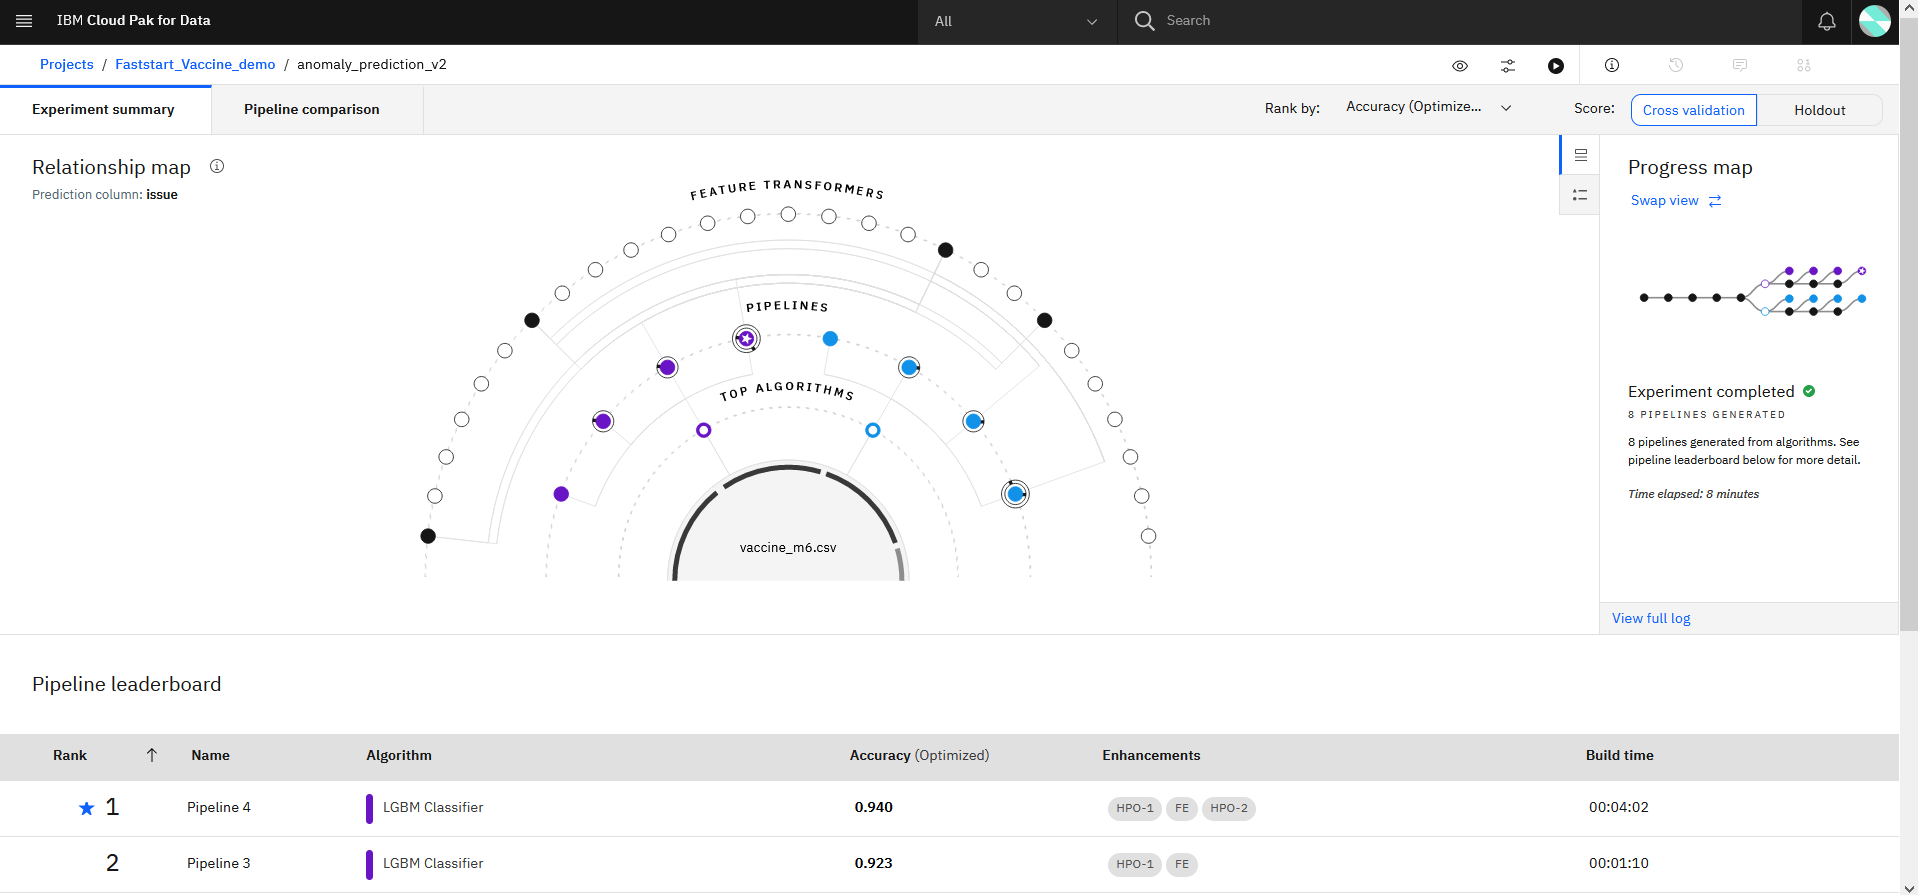 IBM Cloud Pak for Data
All
Search
Projects / Faststart_Vaccine_demo / anomaly_prediction_v2
Experiment summary
Pipeline comparison
Rank by: Accuracy (Optimize...
Score: Cross validation Holdout
Relationship map
Prediction column: issue
FEATURE TRANSFORMERS
PIPELINES
TOP ALGORITHMS
vaccine_m6.csv
Progress map
Swap view
Experiment completed
8 PIPELINES GENERATED
8 pipelines generated from algorithms. See
pipeline leaderboard below for more detail.
Time elapsed: 8 minutes
View full log
Pipeline leaderboard
Rank Name Algorithm Accuracy (Optimized) Enhancements Build time
1 Pipeline 4 LGBM Classifier 0.940 HPO-1 FE HPO-2 00:04:02
2 Pipeline 3 LGBM Classifier 0.923 HPO-1 FE 00:01:10